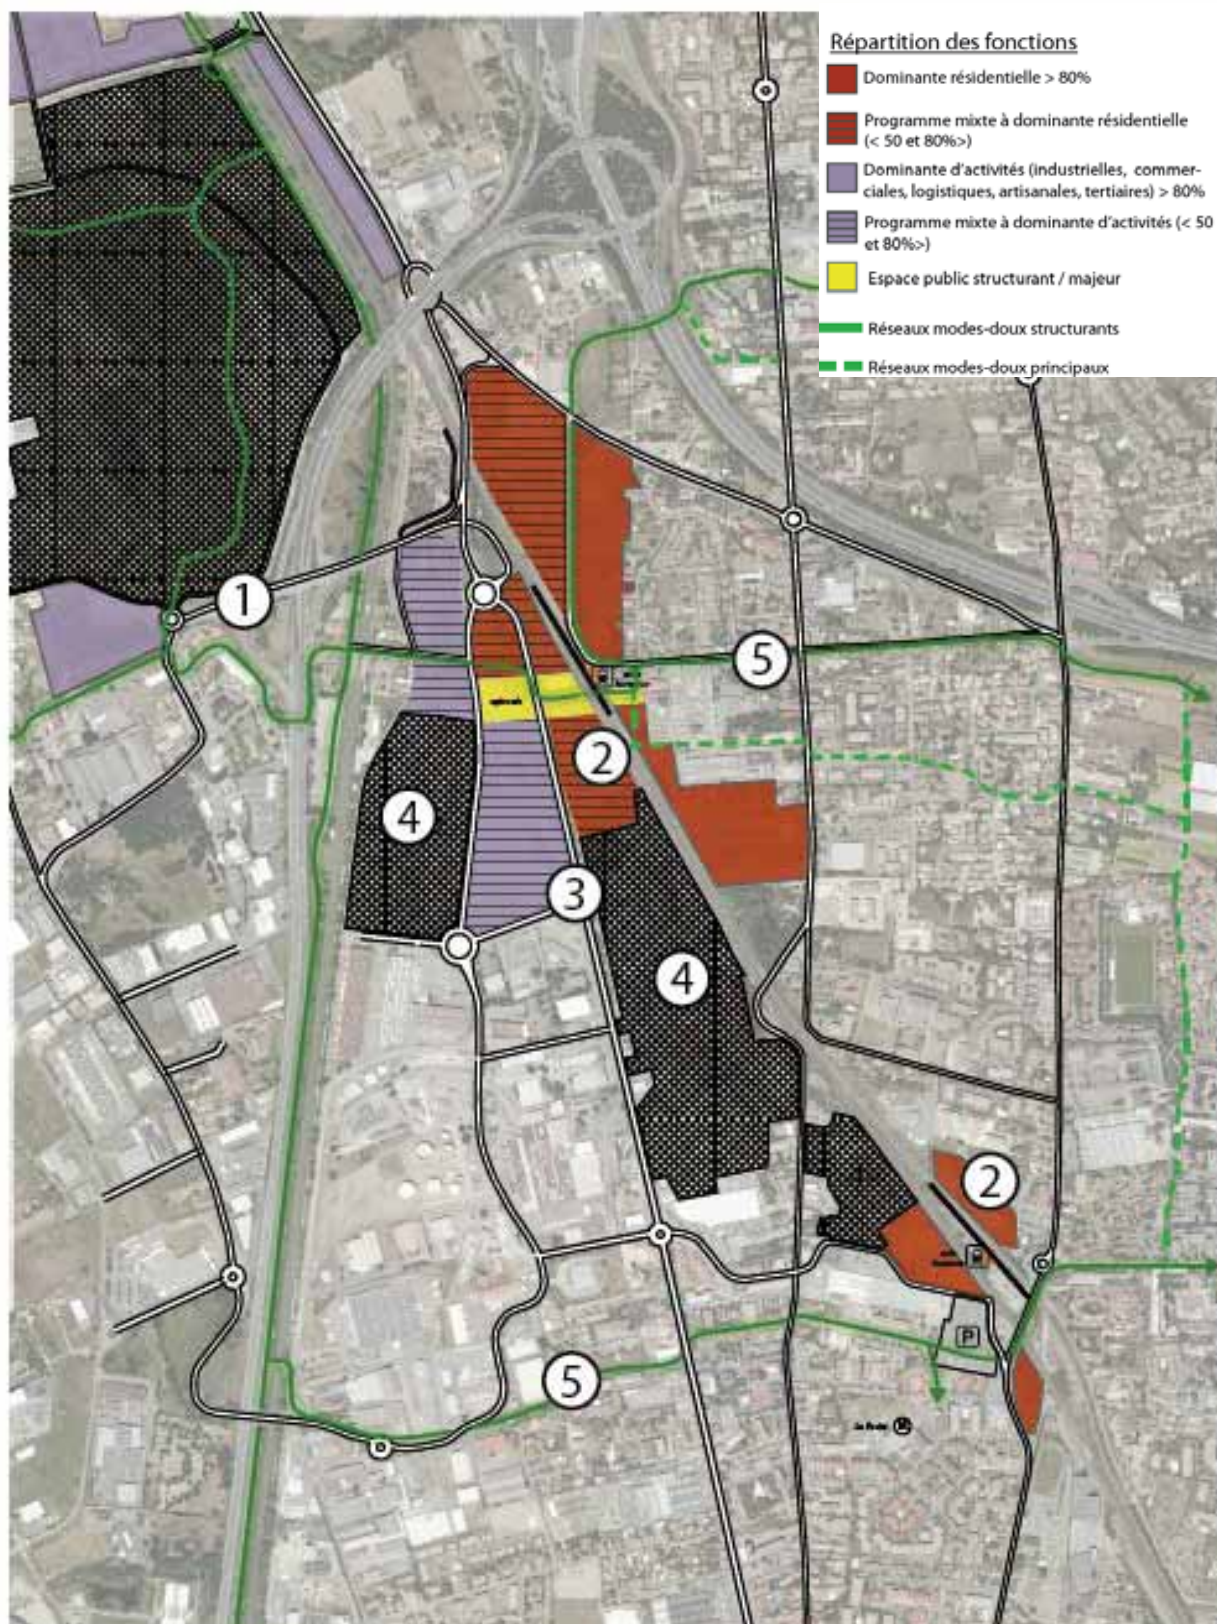 Répartition des fonctions
Dominante résidentielle > 80%
Programme mixte à dominante résidentielle
(< 50 et 80%>)
Dominante d'activités (industrielles, commer-
ciales, logistiques, artisanales, tertiaires) > 80%
Programme mixte à dominante d'activités (< 50
et 80%>)
Espace public structurant / majeur
Réseaux modes-doux structurants
Réseaux modes-doux principaux
1
5
2
4
3
4
2
P
5